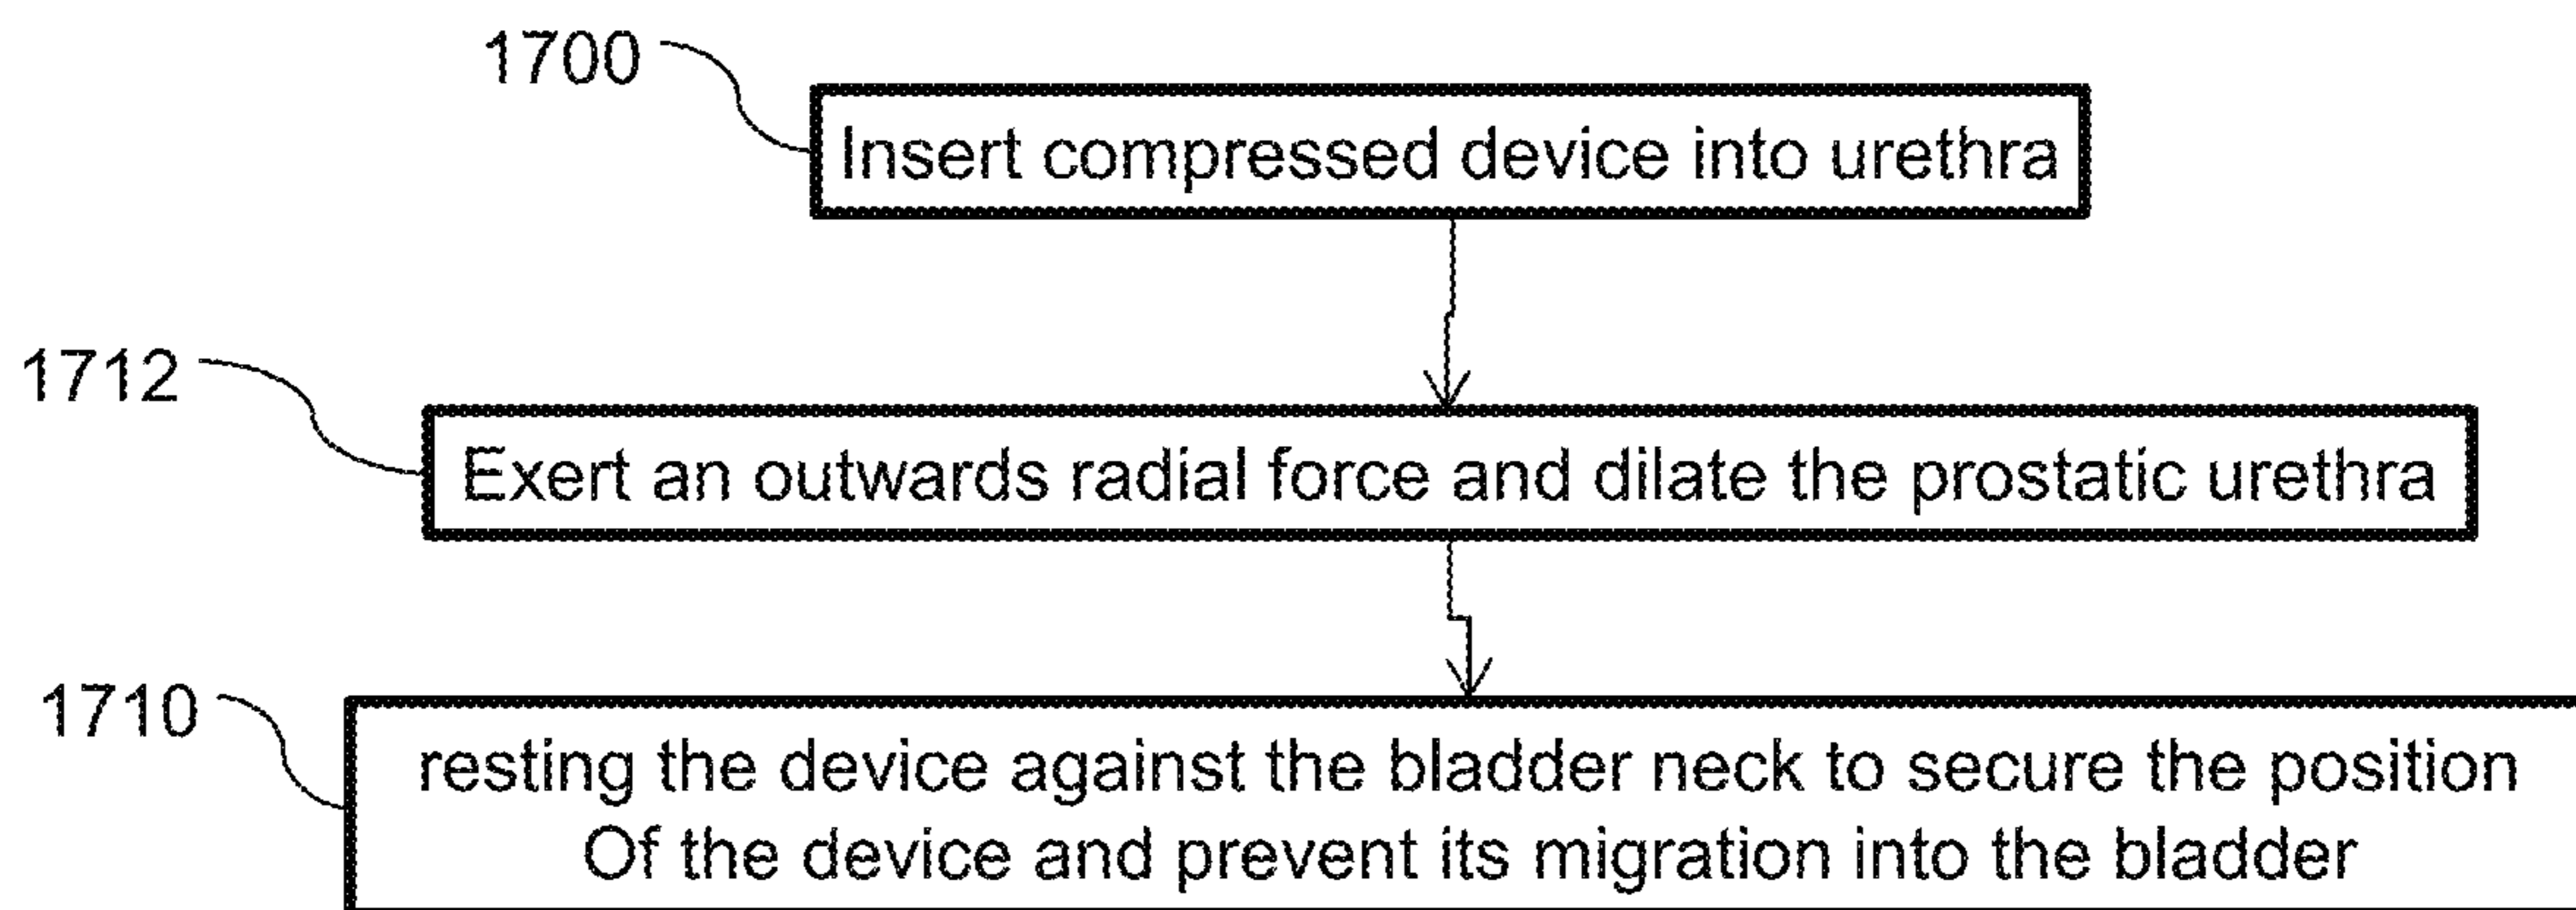 1700
Insert compressed device into urethra
1712
Exert an outwards radial force and dilate the prostatic urethra
1710
resting the device against the bladder neck to secure the position
Of the device and prevent its migration into the bladder